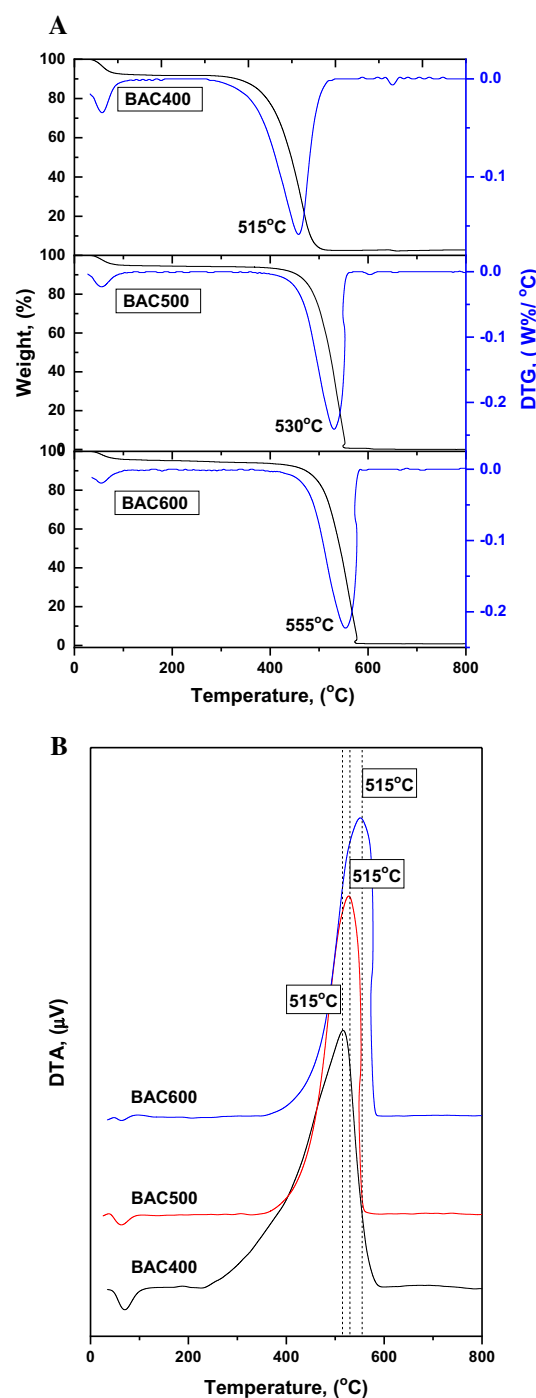 A
100
80
60
40
20
BAC400
515°C
0.0
-0.1
100
80
60
40
20
0
BAC500
530°C
0.0
-0.1
-0.2
100
80
60
40
20
0
BAC600
555°C
0.0
-0.1
-0.2
Weight, (%)
DTG, ( W%/ °C)
0 200 400 600 800
Temperature, (°C)
B
515°C
515°C
515°C
DTA, (µV)
BAC600
BAC500
BAC400
0 200 400 600 800
Temperature, (°C)